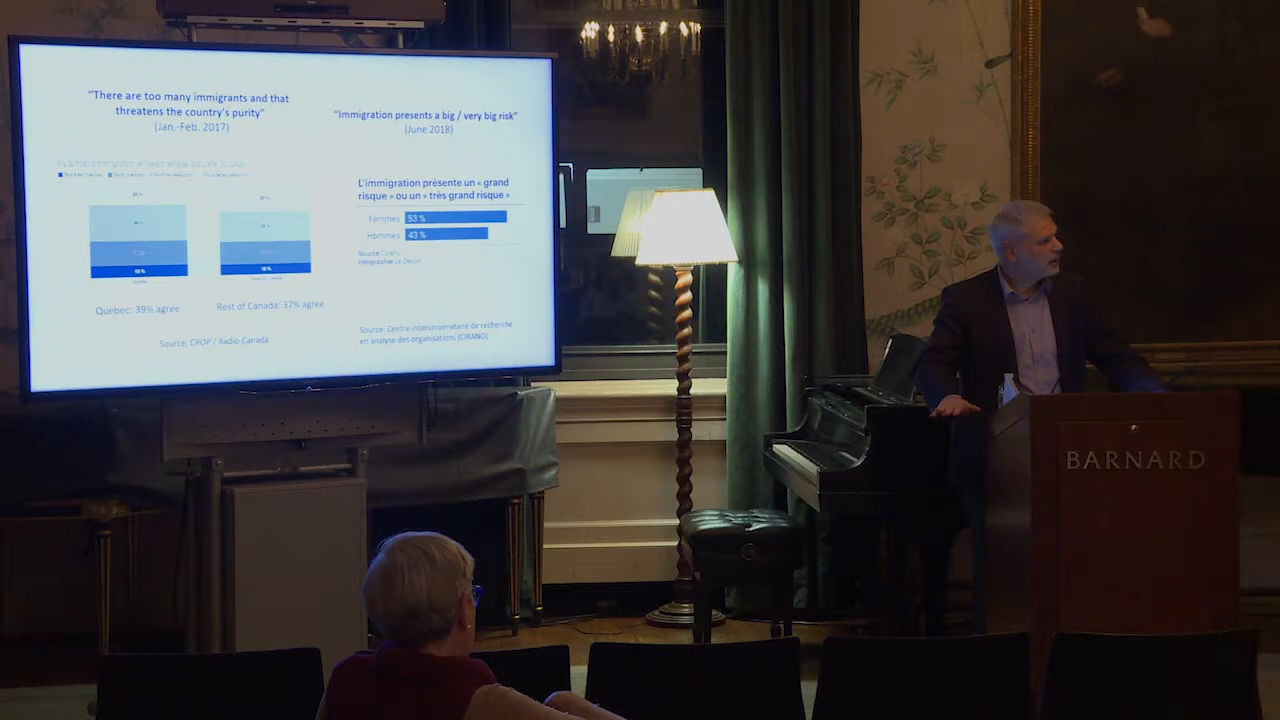 "There are too many immigrants and that
threatens the country's purity"
(Jan.-Feb. 2017)
"Immigration presents a big / very big risk"
(June 2018)
L'immigration présente un « grand
risque » ou un « très grand risque »
Femmes 53 %
Hommes 43 %
Source Cirano
Infographie Le Devoir
Quebec: 39% agree
Rest of Canada: 37% agree
Source: CROP / Radio-Canada
Source: Centre interuniversitaire de recherche
en analyse des organisations (CIRANO)
BARNARD